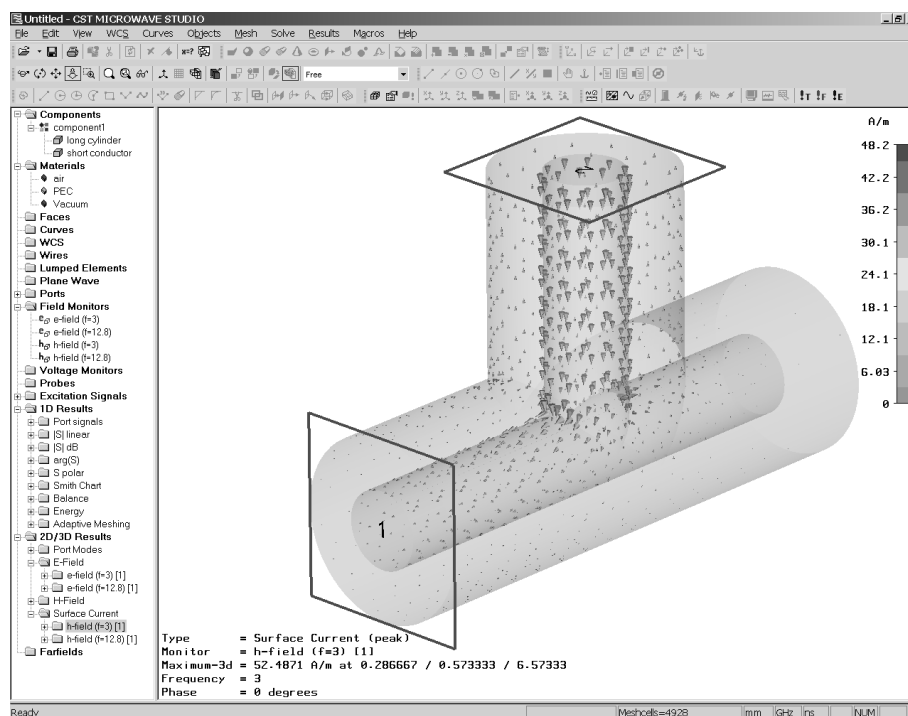 Untitled - CST MICROWAVE STUDIO
File Edit View WCS Curves Objects Mesh Solve Results Macros Help
Free
Components
component1
long cylinder
short conductor
Materials
air
PEC
Vacuum
Faces
Curves
WCS
Wires
Lumped Elements
Plane Wave
Ports
Field Monitors
e-field (f=3)
e-field (f=12.8)
h-field (f=3)
h-field (f=12.8)
Voltage Monitors
Probes
Excitation Signals
1D Results
Port signals
|S| linear
|S| dB
arg(S)
S polar
Smith Chart
Balance
Energy
Adaptive Meshing
2D/3D Results
Port Modes
E-Field
e-field (f=3) [1]
e-field (f=12.8) [1]
H-Field
Surface Current
h-field (f=3) [1]
h-field (f=12.8) [1]
Farfields
A/m
48.2
42.2
36.2
30.1
24.1
18.1
12.1
6.03
0
2
1
Type = Surface Current (peak)
Monitor = h-field (f=3) [1]
Maximum-3d = 52.4871 A/m at 0.286667 / 0.573333 / 6.57333
Frequency = 3
Phase = 0 degrees
Ready Meshcells=4928 mm GHz ns NUM